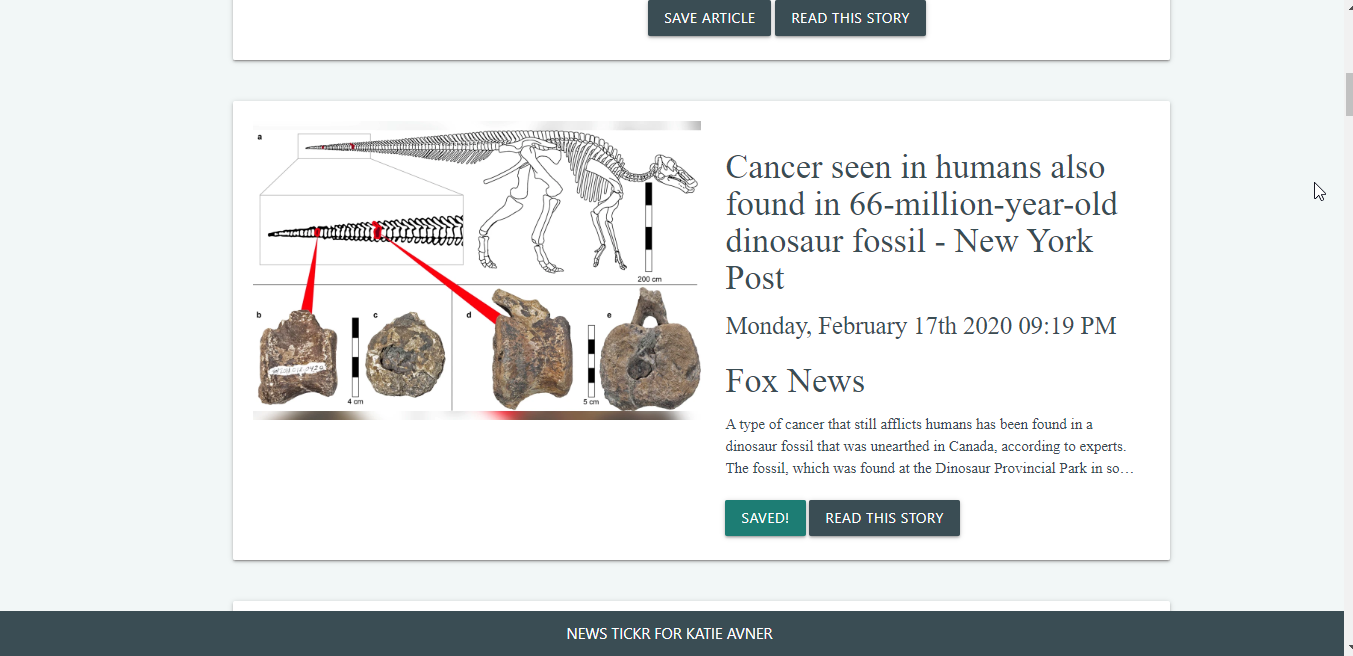 SAVE ARTICLE READ THIS STORY
a
200 cm
b c d e
4 cm
5 cm
Cancer seen in humans also
found in 66-million-year-old
dinosaur fossil - New York
Post
Monday, February 17th 2020 09:19 PM
Fox News
A type of cancer that still afflicts humans has been found in a
dinosaur fossil that was unearthed in Canada, according to experts.
The fossil, which was found at the Dinosaur Provincial Park in so…
SAVED! READ THIS STORY
NEWS TICKR FOR KATIE AVNER